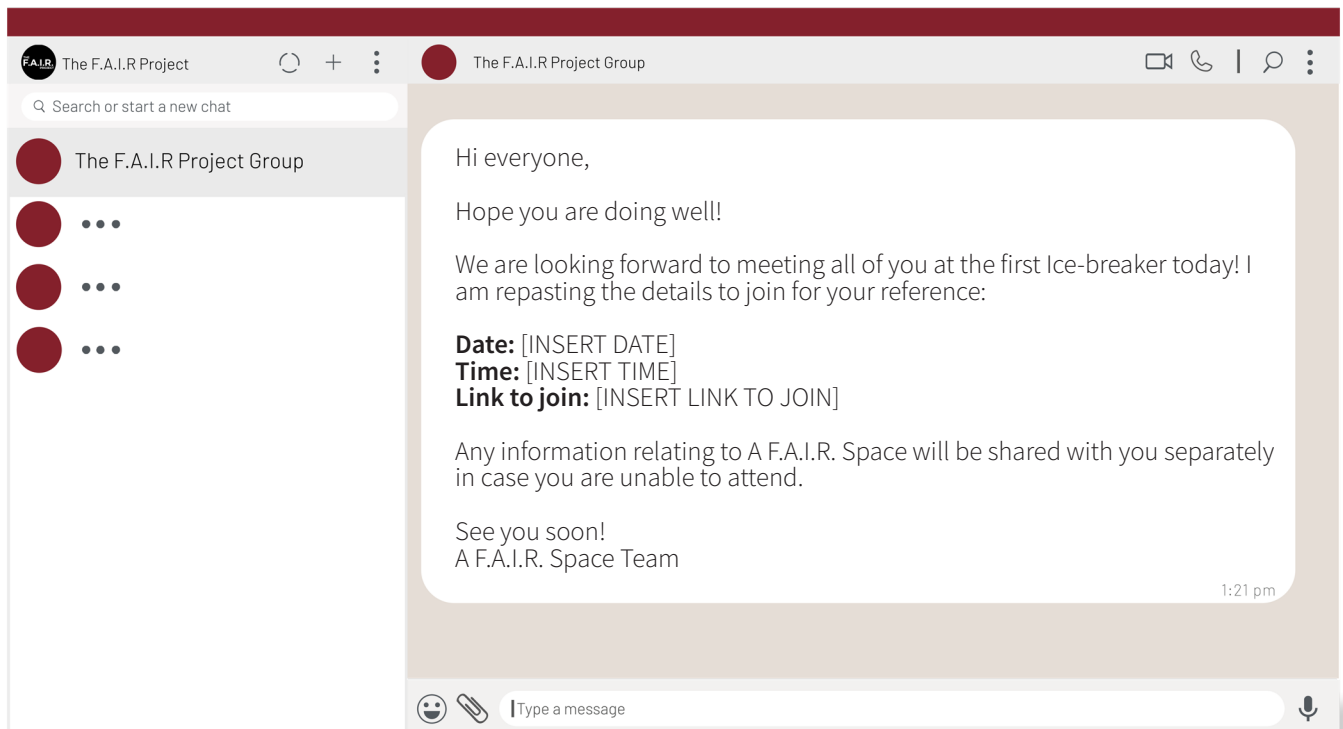 F.A.I.R.
The F.A.I.R Project
Search or start a new chat
The F.A.I.R Project Group
The F.A.I.R Project Group
Hi everyone,
Hope you are doing well!
We are looking forward to meeting all of you at the first Ice-breaker today! I
am repasting the details to join for your reference:
Date: [INSERT DATE]
Time: [INSERT TIME]
Link to join: [INSERT LINK TO JOIN]
Any information relating to A F.A.I.R. Space will be shared with you separately
in case you are unable to attend.
See you soon!
A F.A.I.R. Space Team
1:21 pm
Type a message